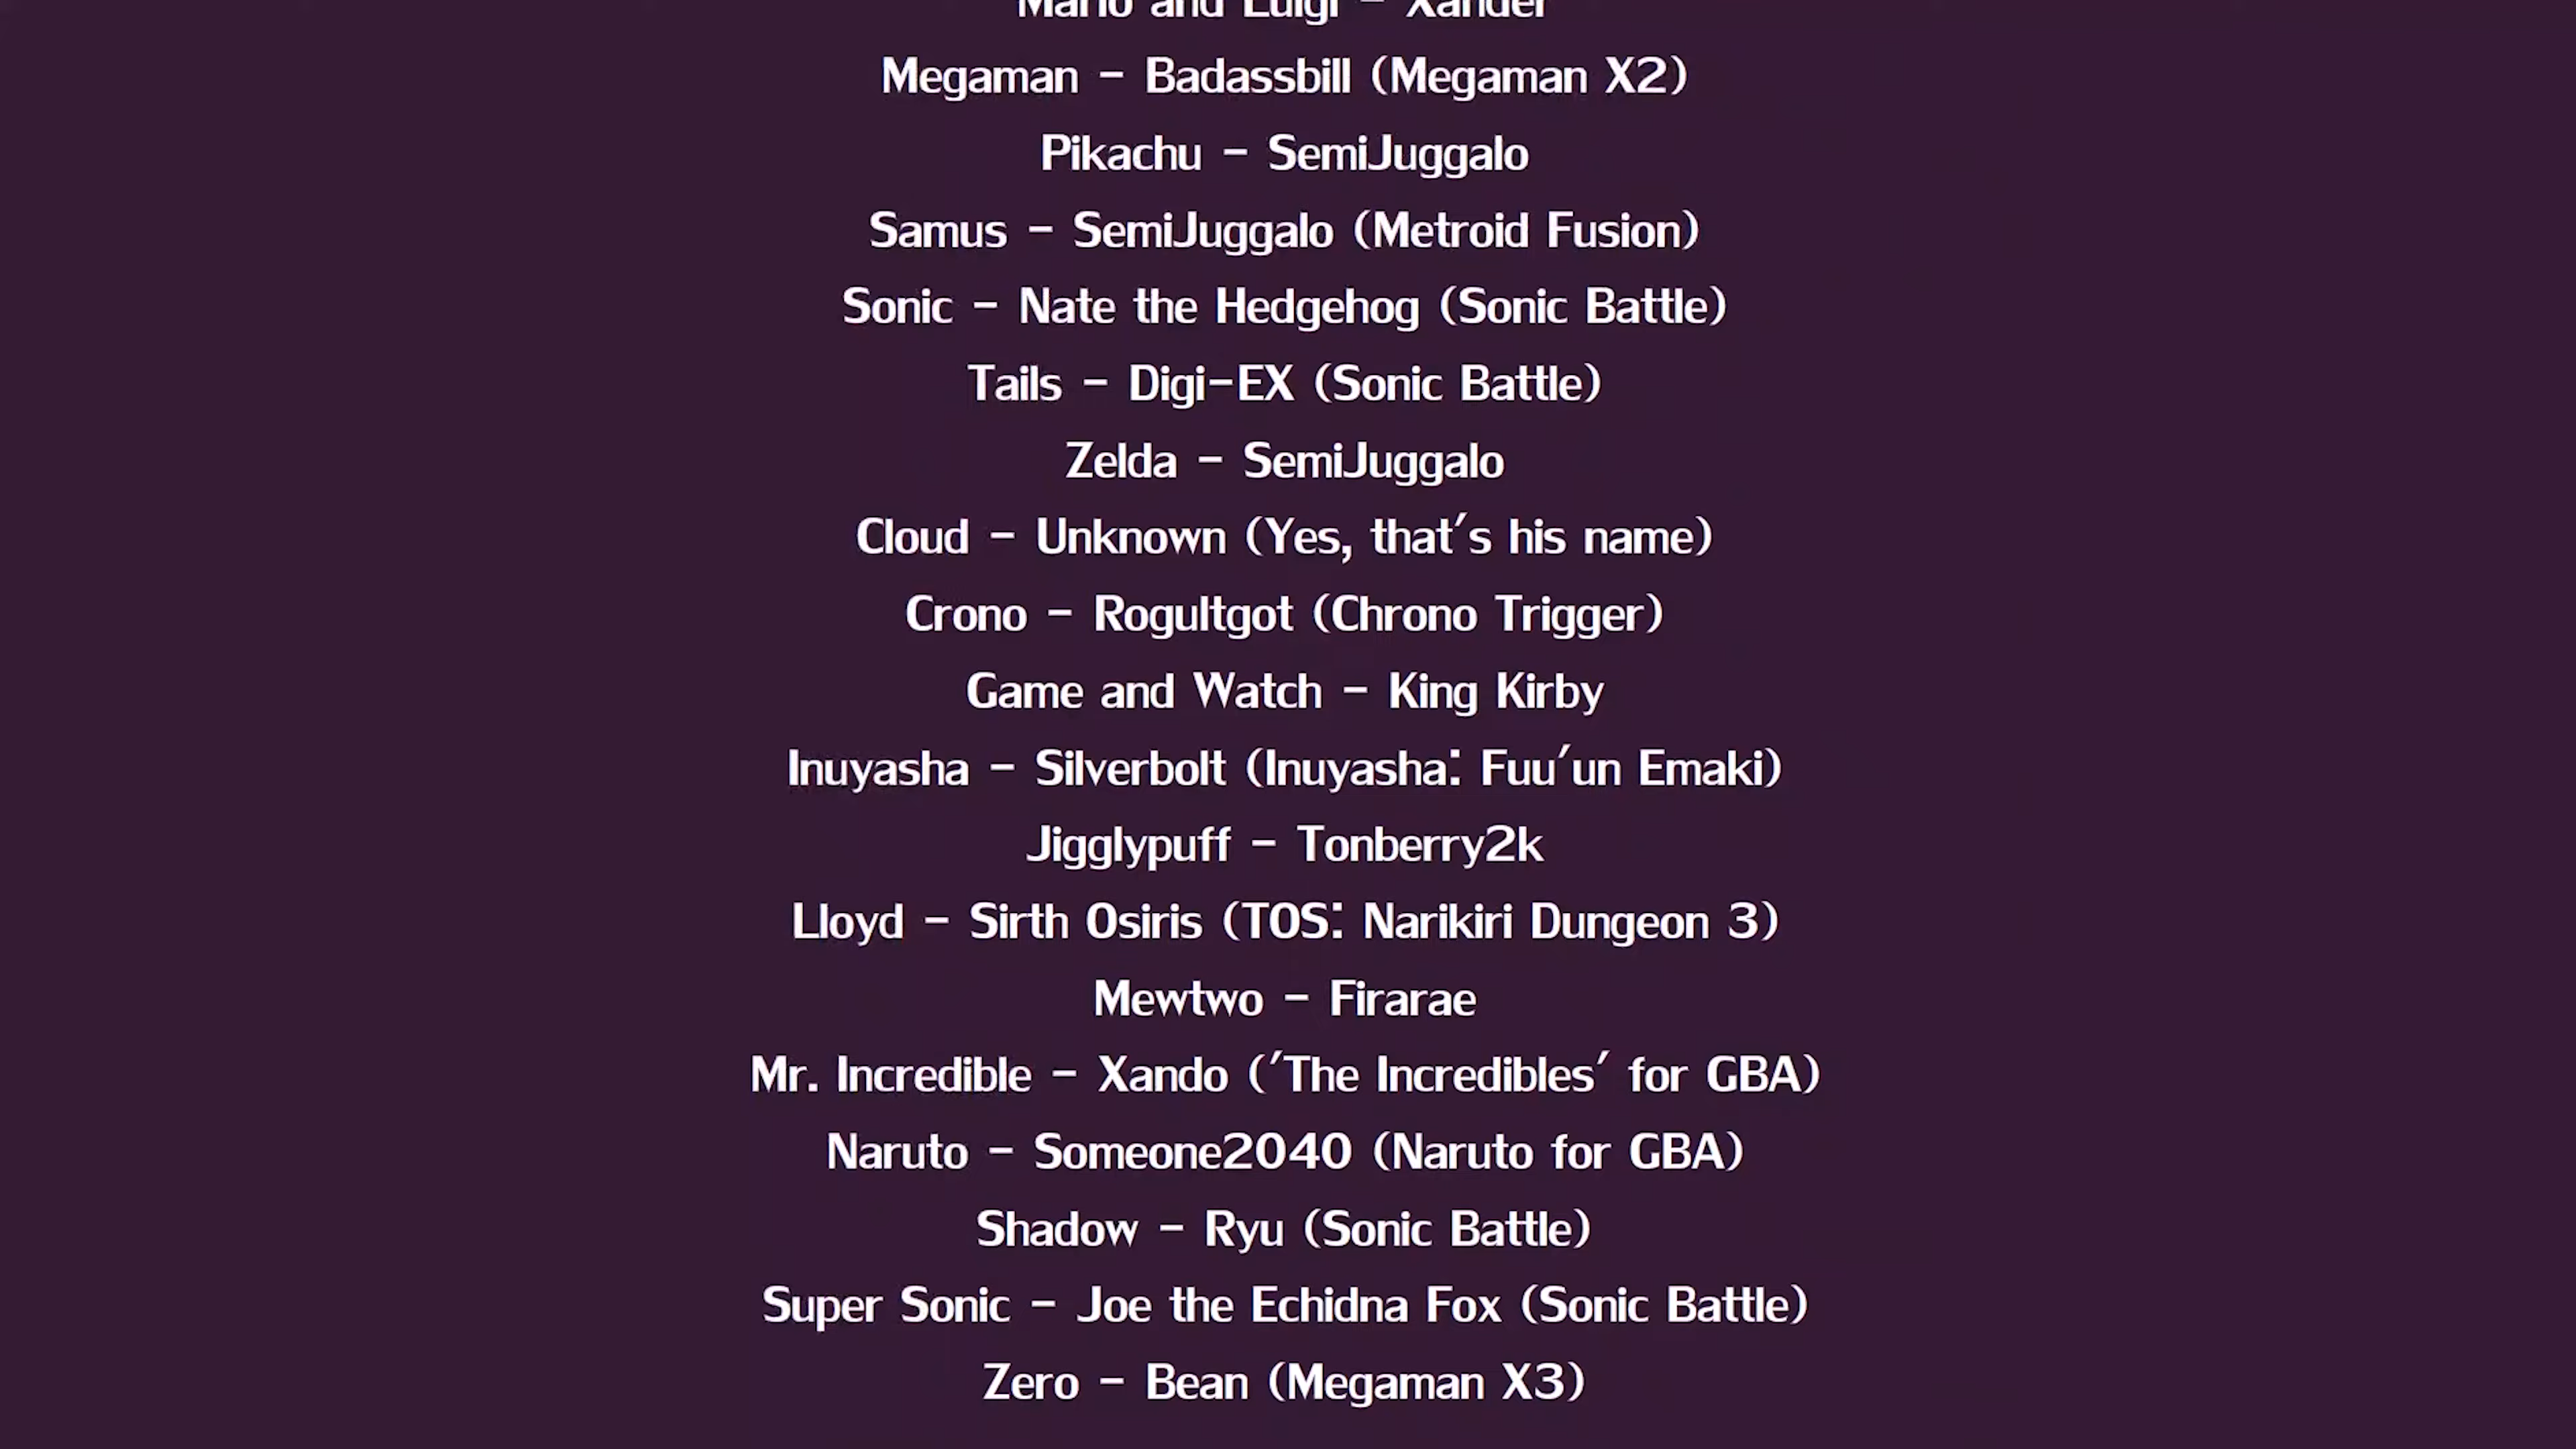 Mario and Luigi - Xander
Megaman - Badassbill (Megaman X2)
Pikachu - SemiJuggalo
Samus - SemiJuggalo (Metroid Fusion)
Sonic - Nate the Hedgehog (Sonic Battle)
Tails - Digi-EX (Sonic Battle)
Zelda - SemiJuggalo
Cloud - Unknown (Yes, that's his name)
Crono - Rogultgot (Chrono Trigger)
Game and Watch - King Kirby
Inuyasha - Silverbolt (Inuyasha: Fuu'un Emaki)
Jigglypuff - Tonberry2k
Lloyd - Sirth Osiris (TOS: Narikiri Dungeon 3)
Mewtwo - Firarae
Mr. Incredible - Xando ('The Incredibles' for GBA)
Naruto - Someone2040 (Naruto for GBA)
Shadow - Ryu (Sonic Battle)
Super Sonic - Joe the Echidna Fox (Sonic Battle)
Zero - Bean (Megaman X3)